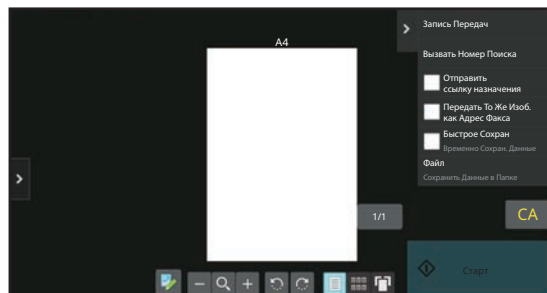 A4
Запись Передач
Вызвать Номер Поиска
Отправить
ссылку назначения
Передать То Же Изоб.
как Адрес Факса
Быстрое Сохран
Временно Сохран. Данные
Файл
Сохранить Данные в Папке
1/1
CA
Старт